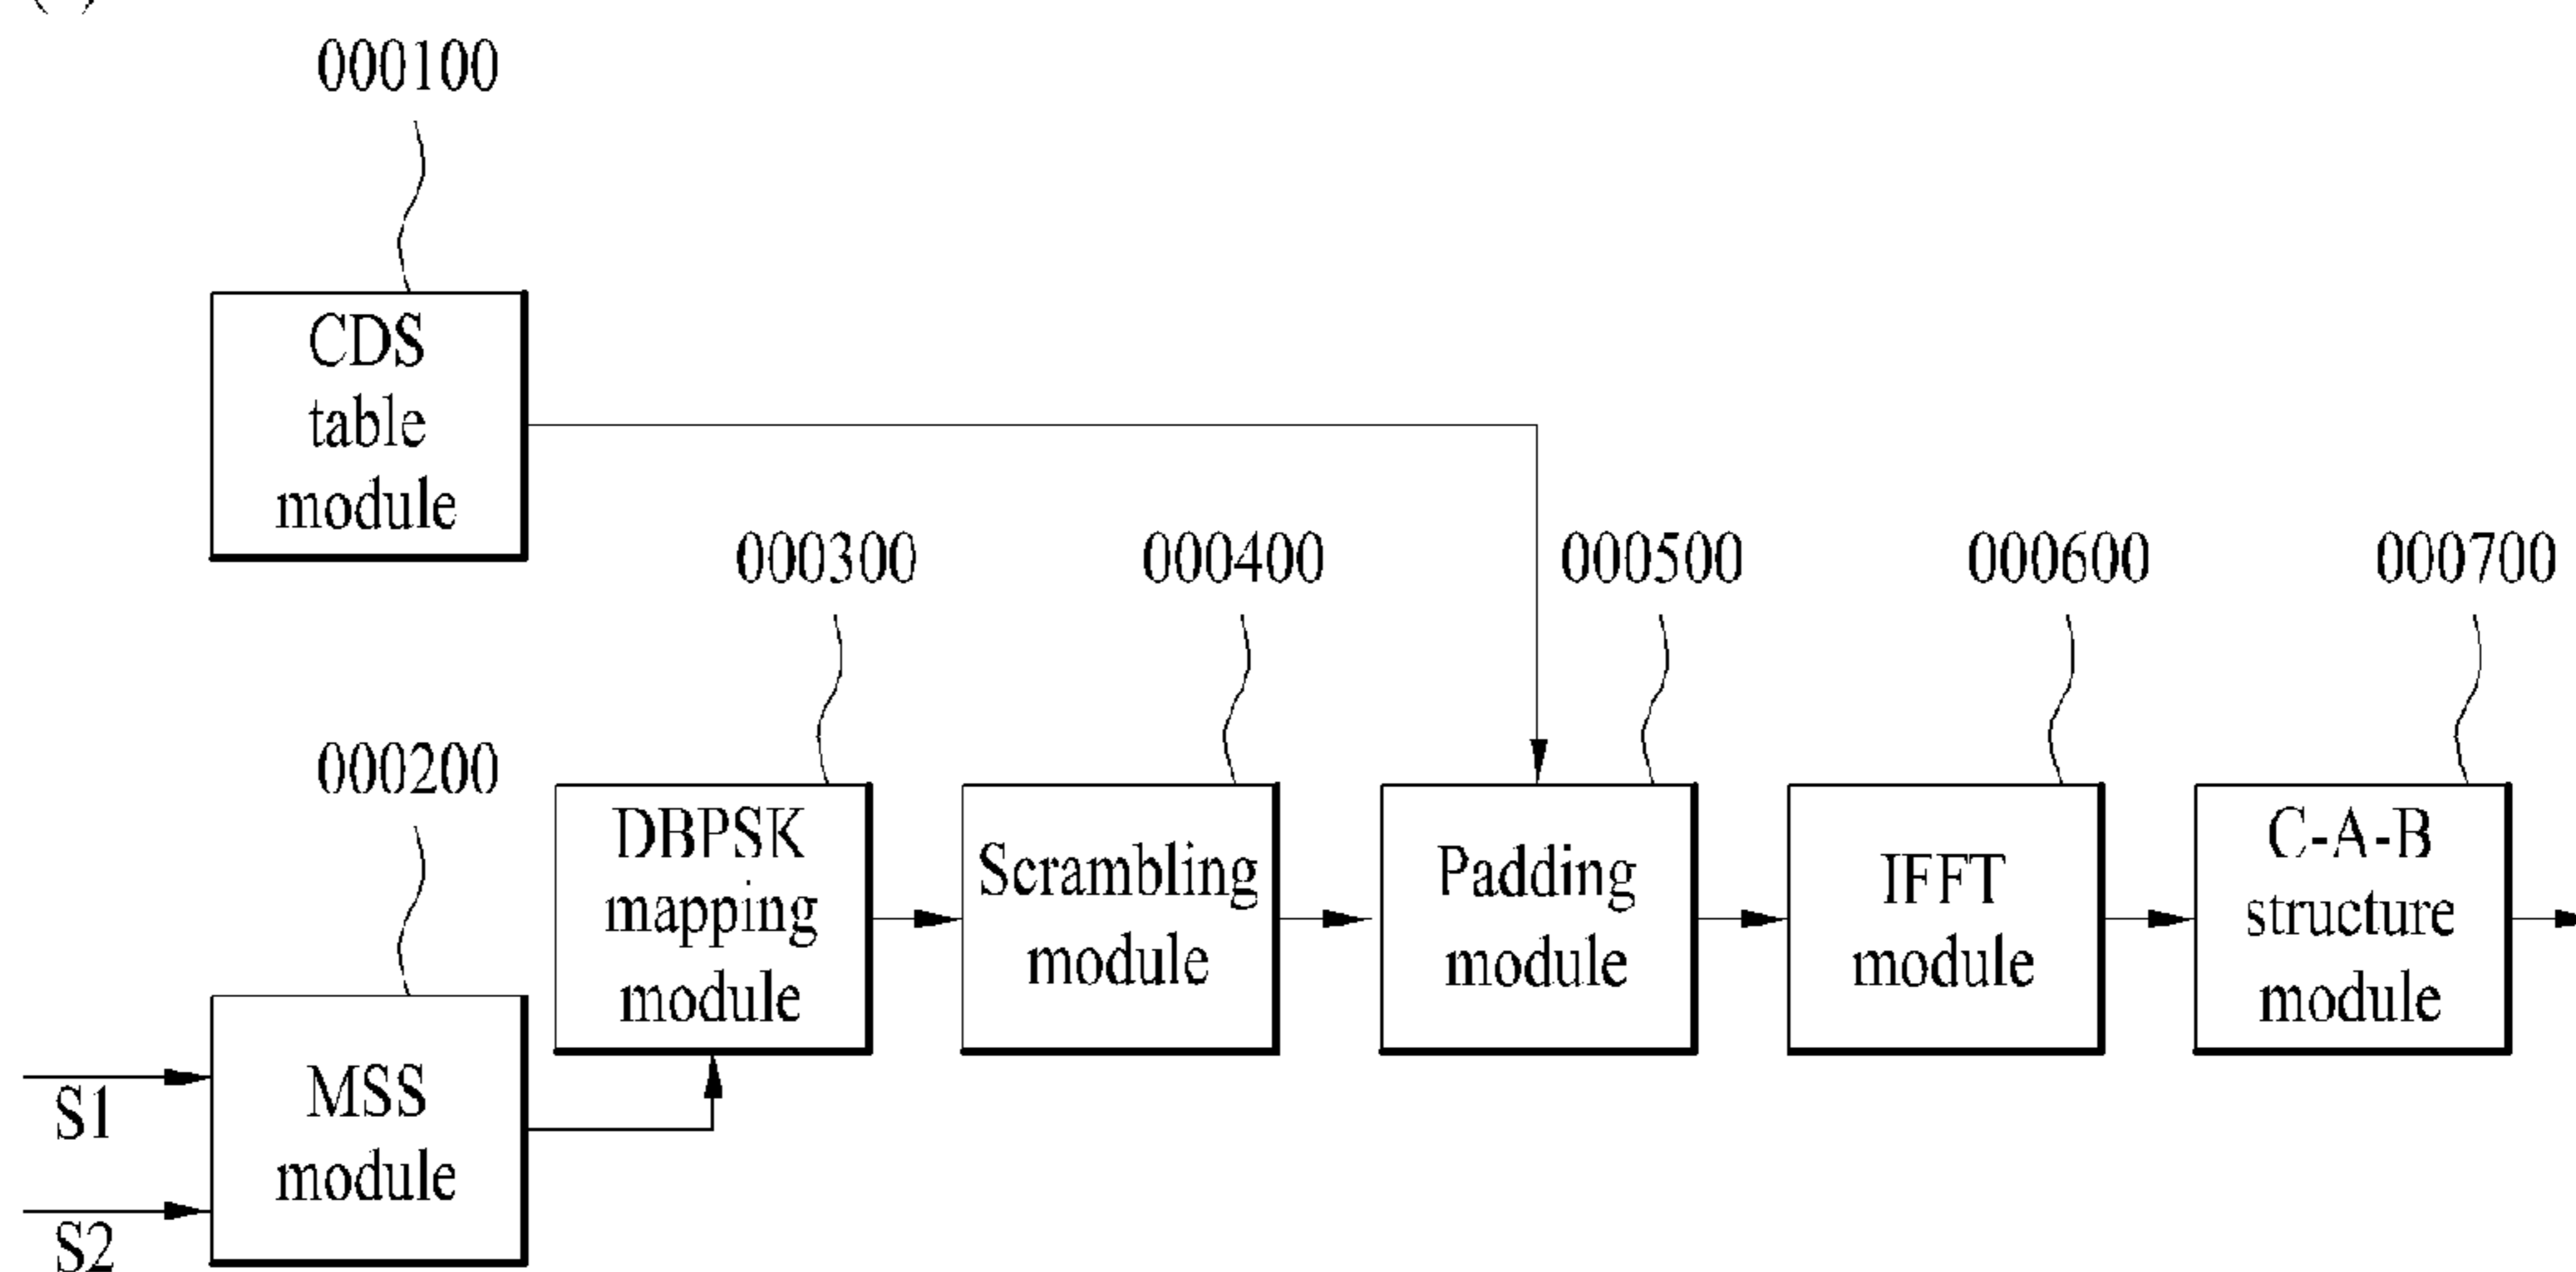 000100
CDS
table
module
000300
000400
000500
000600
000700
000200
DBPSK
mapping
module
Scrambling
module
Padding
module
IFFT
module
C-A-B
structure
module
S1
S2
MSS
module